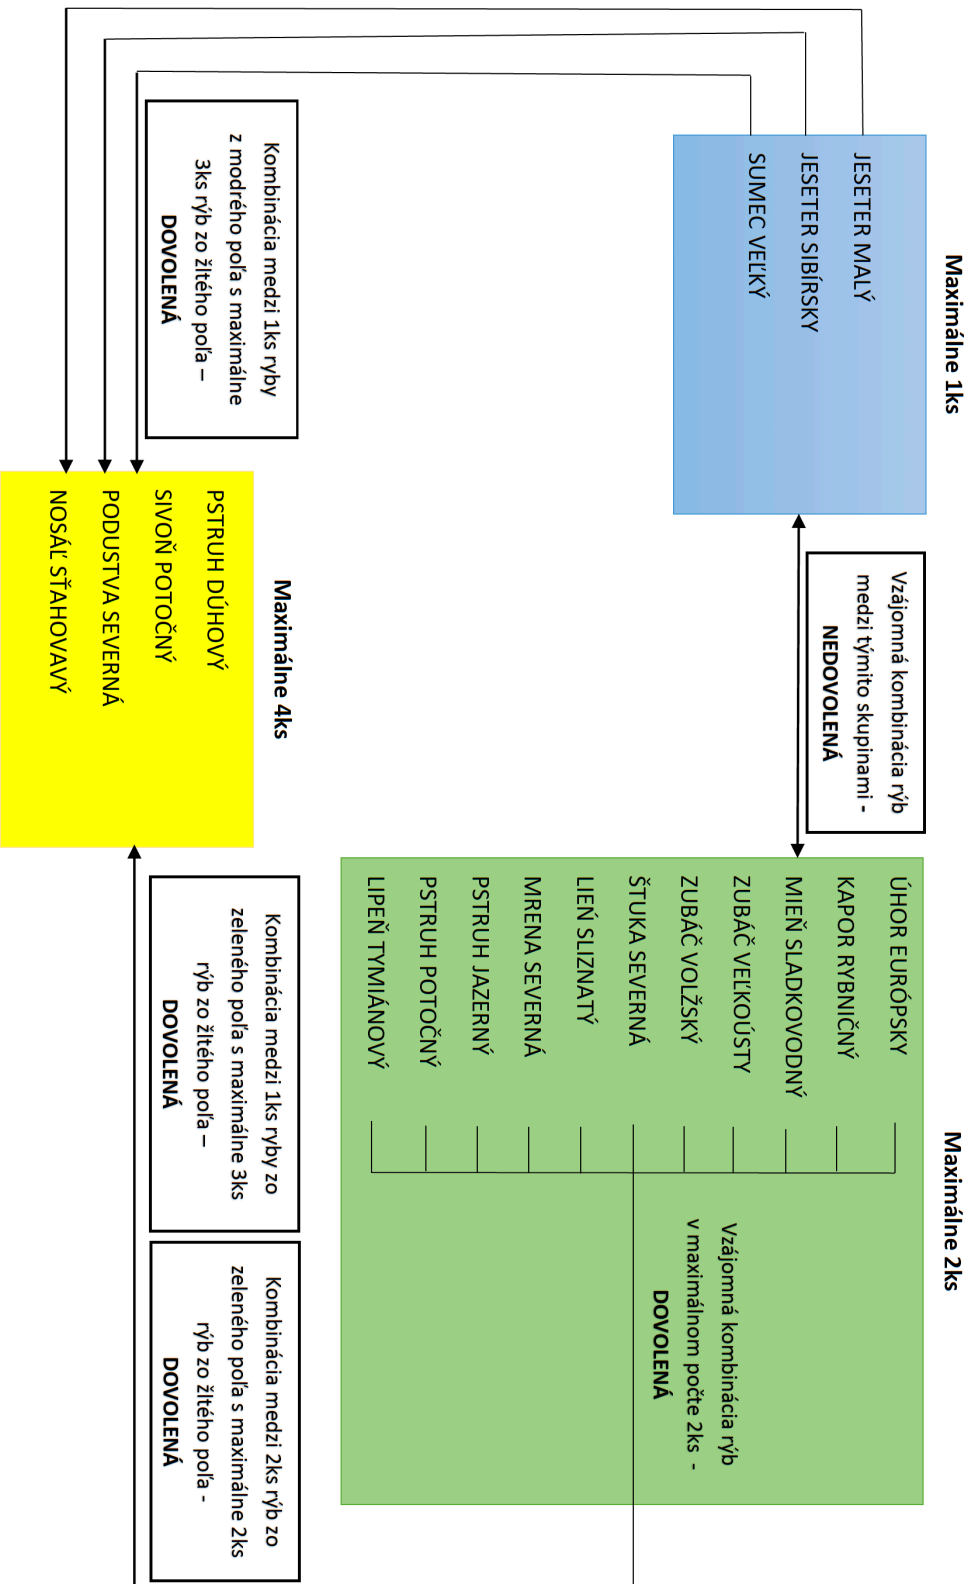 Maximálne 1ks
JESETER MALÝ
JESETER SIBÍRSKY
SUMEC VEĽKÝ
Vzájomná kombinácia rýb
medzi týmito skupinami -
NEDOVOLENÁ
Maximálne 2ks
ÚHOR EURÓPSKY
KAPOR RYBNIČNÝ
MIEŇ SLADKOVODNÝ
ZUBÁČ VEĽKOÚSTY
ZUBÁČ VOLŽSKÝ
ŠTUKA SEVERNÁ
LIEŃ SLIZNATÝ
MRENA SEVERNÁ
PSTRUH JAZERNÝ
PSTRUH POTOČNÝ
LIPEŇ TYMIÁNOVÝ
Vzájomná kombinácia rýb
v maximálnom počte 2ks -
DOVOLENÁ
Kombinácia medzi 1ks ryby
z modrého poľa s maximálne
3ks rýb zo žltého poľa –
DOVOLENÁ
Maximálne 4ks
PSTRUH DÚHOVÝ
SIVOŇ POTOČNÝ
PODUSTVA SEVERNÁ
NOSÁĽ SŤAHOVAVÝ
Kombinácia medzi 1ks ryby zo
zeleného poľa s maximálne 3ks
rýb zo žltého poľa –
DOVOLENÁ
Kombinácia medzi 2ks rýb zo
zeleného poľa s maximálne 2ks
rýb zo žltého poľa -
DOVOLENÁ